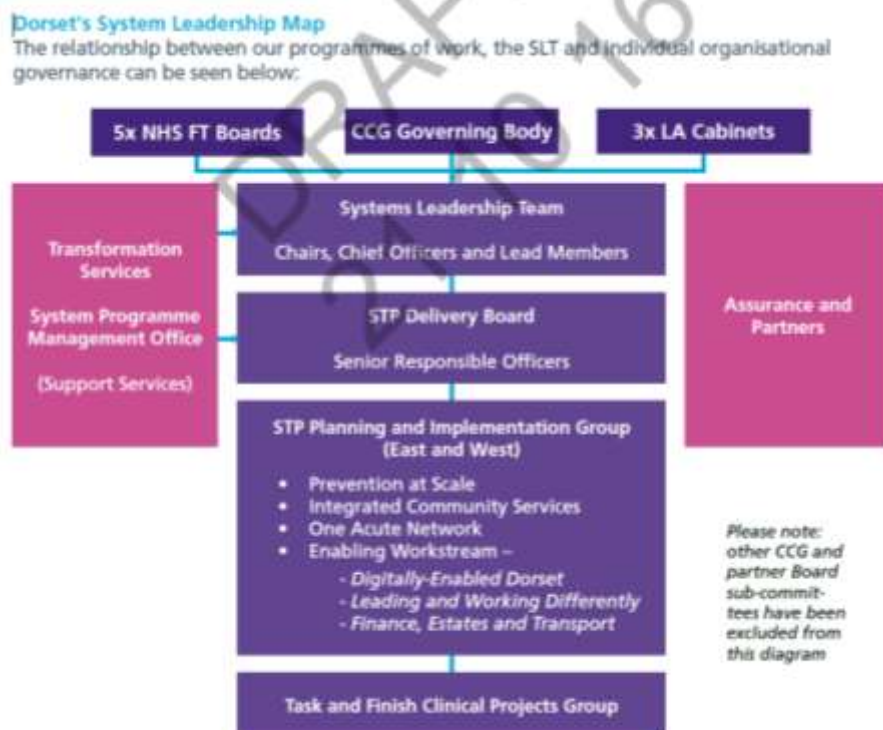 Dorset's System Leadership Map
The relationship between our programmes of work, the SLT and individual organisational
governance can be seen below:
5x NHS FT Boards
CCG Governing Body
3x LA Cabinets
Transformation
Services
System Programme
Management Office
(Support Services)
Systems Leadership Team
Chairs, Chief Officers and Lead Members
STP Delivery Board
Senior Responsible Officers
Assurance and
Partners
STP Planning and Implementation Group
(East and West)
• Prevention at Scale
• Integrated Community Services
• One Acute Network
• Enabling Workstream –
- Digitally-Enabled Dorset
- Leading and Working Differently
- Finance, Estates and Transport
Please note:
other CCG and
partner Board
sub-commit-
tees have been
excluded from
this diagram
Task and Finish Clinical Projects Group
21 10 16